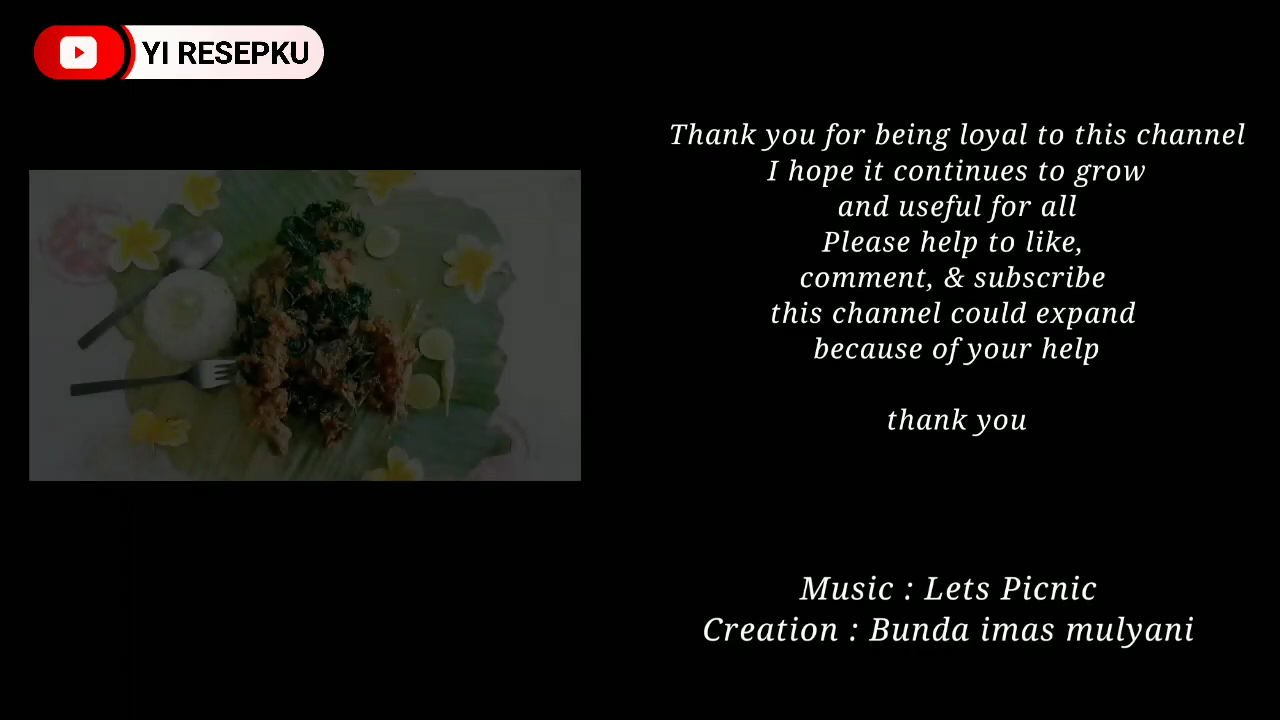 YI RESEPKU
Thank you for being loyal to this channel
I hope it continues to grow
and useful for all
Please help to like,
comment, & subscribe
this channel could expand
because of your help
thank you
Music : Lets Picnic
Creation : Bunda imas mulyani